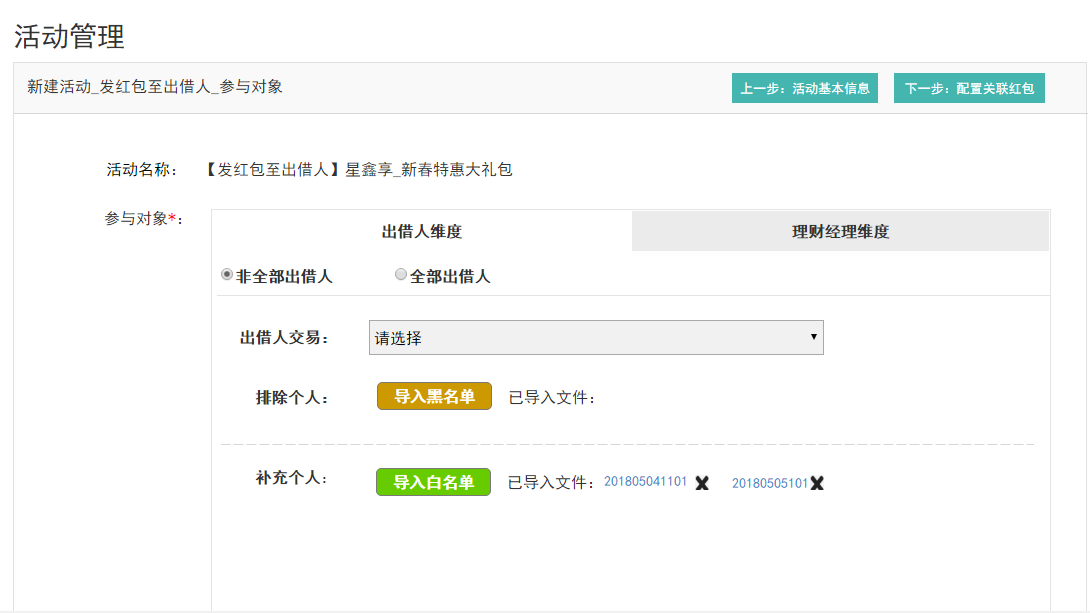 活动管理
新建活动_发红包至出借人_参与对象 上一步：活动基本信息 下一步：配置关联红包
活动名称： 【发红包至出借人】星鑫享_新春特惠大礼包
参与对象*：
出借人维度 理财经理维度
非全部出借人 全部出借人
出借人交易： 请选择
排除个人： 导入黑名单 已导入文件：
补充个人： 导入白名单 已导入文件： 201805041101 20180505101